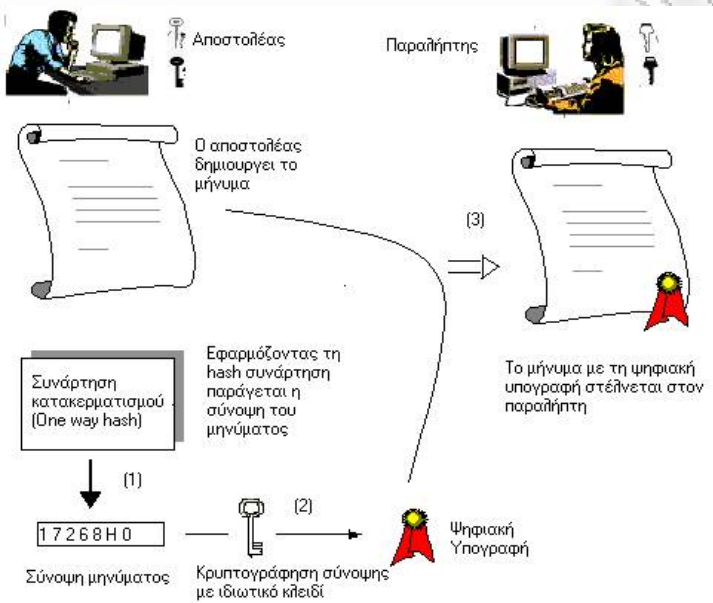 Αποστολέας
Παραλήπτης
Ο αποστολέας
δημιουργει το
μήνυμα
(3)
Το μήνυμα με τη ψηφιακή
υπογραφή στέλνεται στον
παραλήπτη
Συνάρτηση
κατακερματισμού
(One way hash)
Εφαρμόζοντας τη
hash συνάρτηση
παράγεται η
σύνοψη του
μηνύματος
(1)
17268H0
Σύνοψη μηνύματος
(2)
Κρυπτογράφηση σύνοψης
με ιδιωτικό κλειδί
Ψηφιακή
Υπογραφή